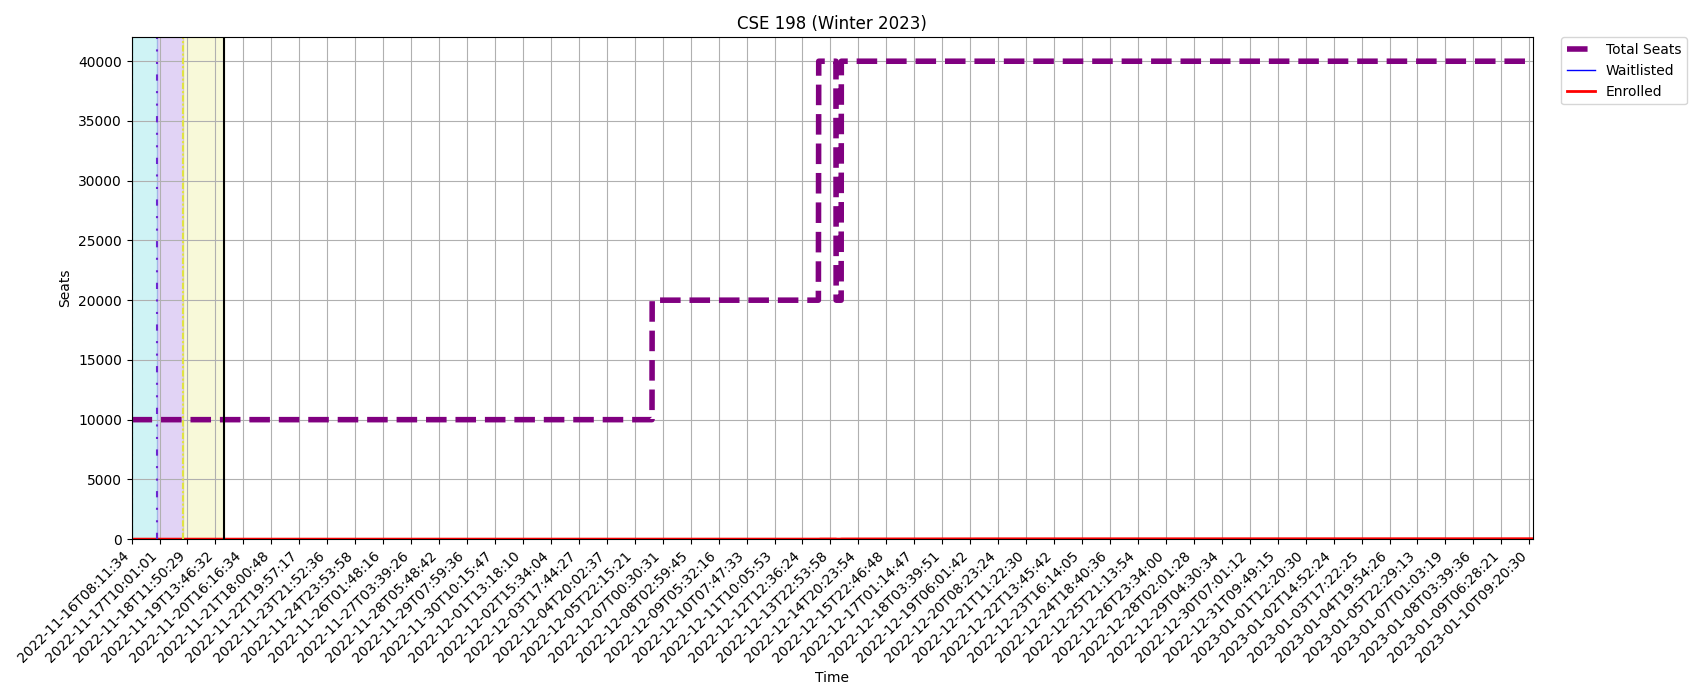 CSE 198 (Winter 2023)
Total Seats
Waitlisted
Enrolled
Seats
40000
35000
30000
25000
20000
15000
10000
5000
0
2022-11-16T08:11:34
2022-11-17T10:01:01
2022-11-18T11:50:29
2022-11-19T13:46:32
2022-11-20T16:16:34
2022-11-21T18:00:48
2022-11-22T19:57:17
2022-11-23T21:52:36
2022-11-24T23:53:58
2022-11-26T01:48:16
2022-11-27T03:39:26
2022-11-28T05:48:42
2022-11-29T07:59:36
2022-11-30T10:15:47
2022-12-01T13:18:10
2022-12-02T15:34:04
2022-12-03T17:44:27
2022-12-04T20:02:37
2022-12-05T22:15:21
2022-12-07T00:30:31
2022-12-08T02:59:45
2022-12-09T05:32:16
2022-12-10T07:47:33
2022-12-11T10:05:53
2022-12-12T12:36:24
2022-12-13T22:53:58
2022-12-14T20:23:54
2022-12-15T22:46:48
2022-12-17T01:14:47
2022-12-18T03:39:51
2022-12-19T06:01:42
2022-12-20T08:23:24
2022-12-21T11:22:30
2022-12-22T13:45:42
2022-12-23T16:14:05
2022-12-24T18:40:36
2022-12-25T21:13:54
2022-12-26T23:34:00
2022-12-28T02:01:28
2022-12-29T04:30:34
2022-12-30T07:01:12
2022-12-31T09:49:15
2023-01-01T12:20:30
2023-01-02T14:52:24
2023-01-03T17:22:25
2023-01-04T19:54:26
2023-01-05T22:29:13
2023-01-07T01:03:19
2023-01-08T03:39:36
2023-01-09T06:28:21
2023-01-10T09:20:30
Time